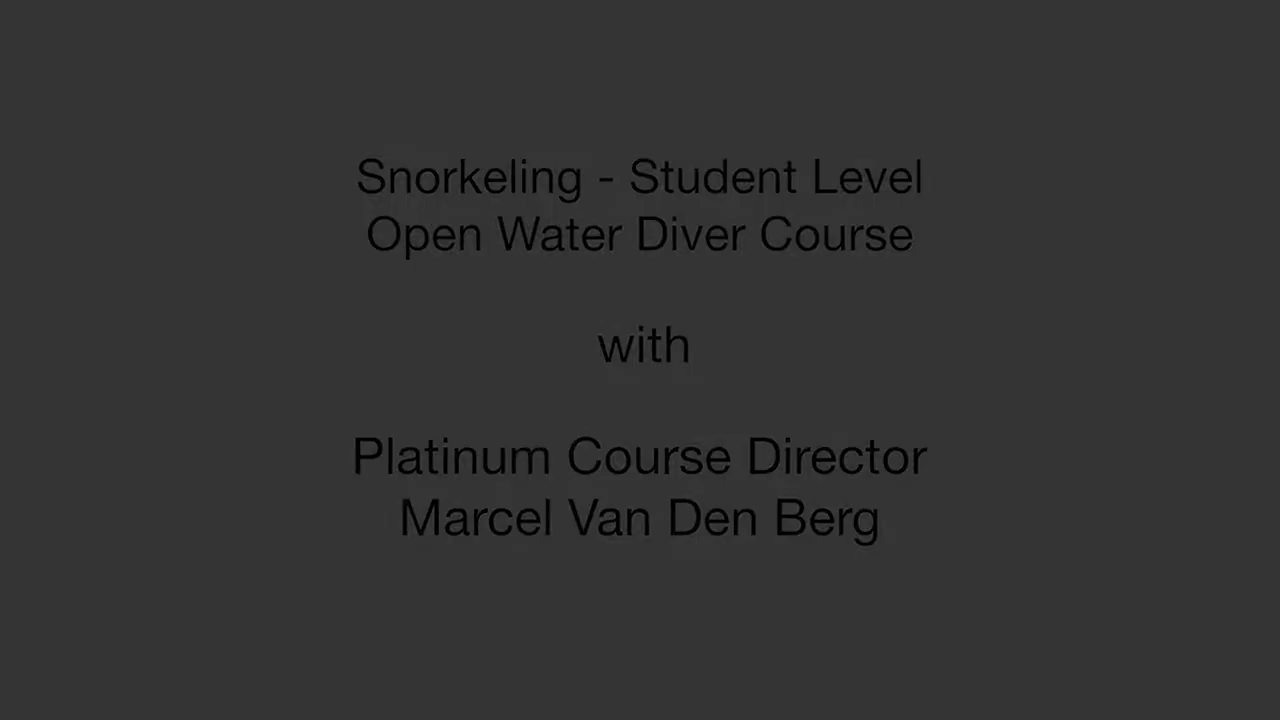 Snorkeling - Student Level
Open Water Diver Course
with
Platinum Course Director
Marcel Van Den Berg